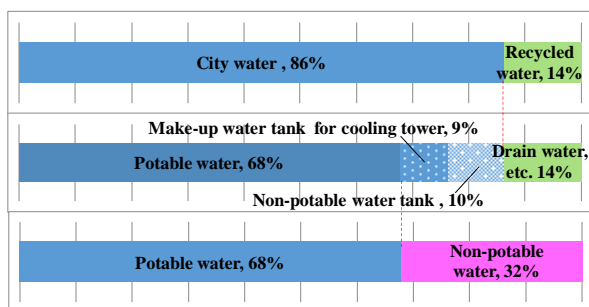 City water , 86%
Recycled
water, 14%
Make-up water tank for cooling tower, 9%
Potable water, 68%
Drain water,
etc. 14%
Non-potable water tank , 10%
Potable water, 68%
Non-potable
water, 32%